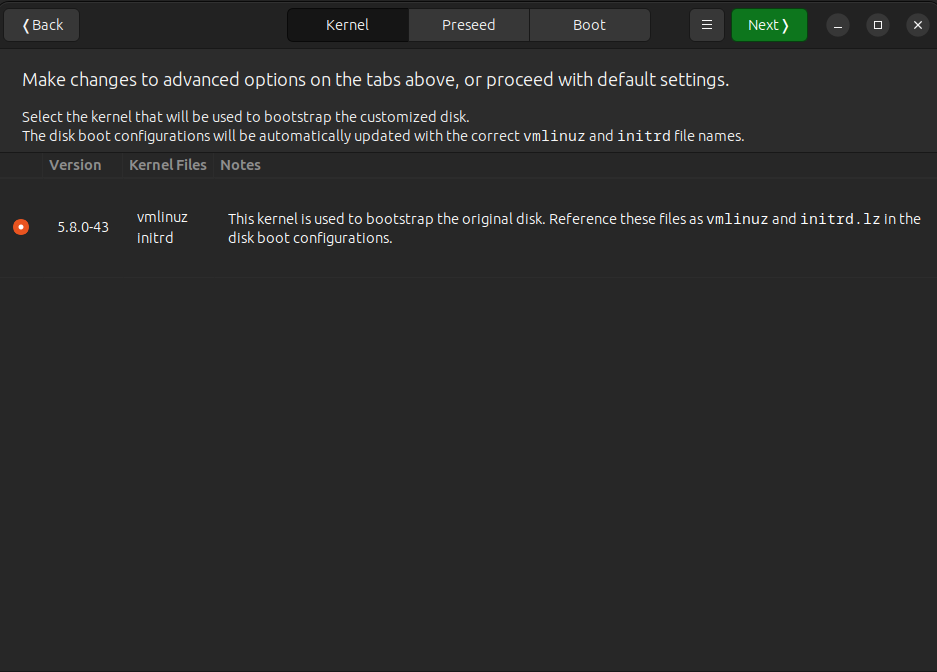 ❬Back
Kernel
Preseed
Boot
Next❭
Make changes to advanced options on the tabs above, or proceed with default settings.
Select the kernel that will be used to bootstrap the customized disk.
The disk boot configurations will be automatically updated with the correct vmlinuz and initrd file names.
Version Kernel Files Notes
5.8.0-43
vmlinuz
initrd
This kernel is used to bootstrap the original disk. Reference these files as vmlinuz and initrd.lz in the
disk boot configurations.